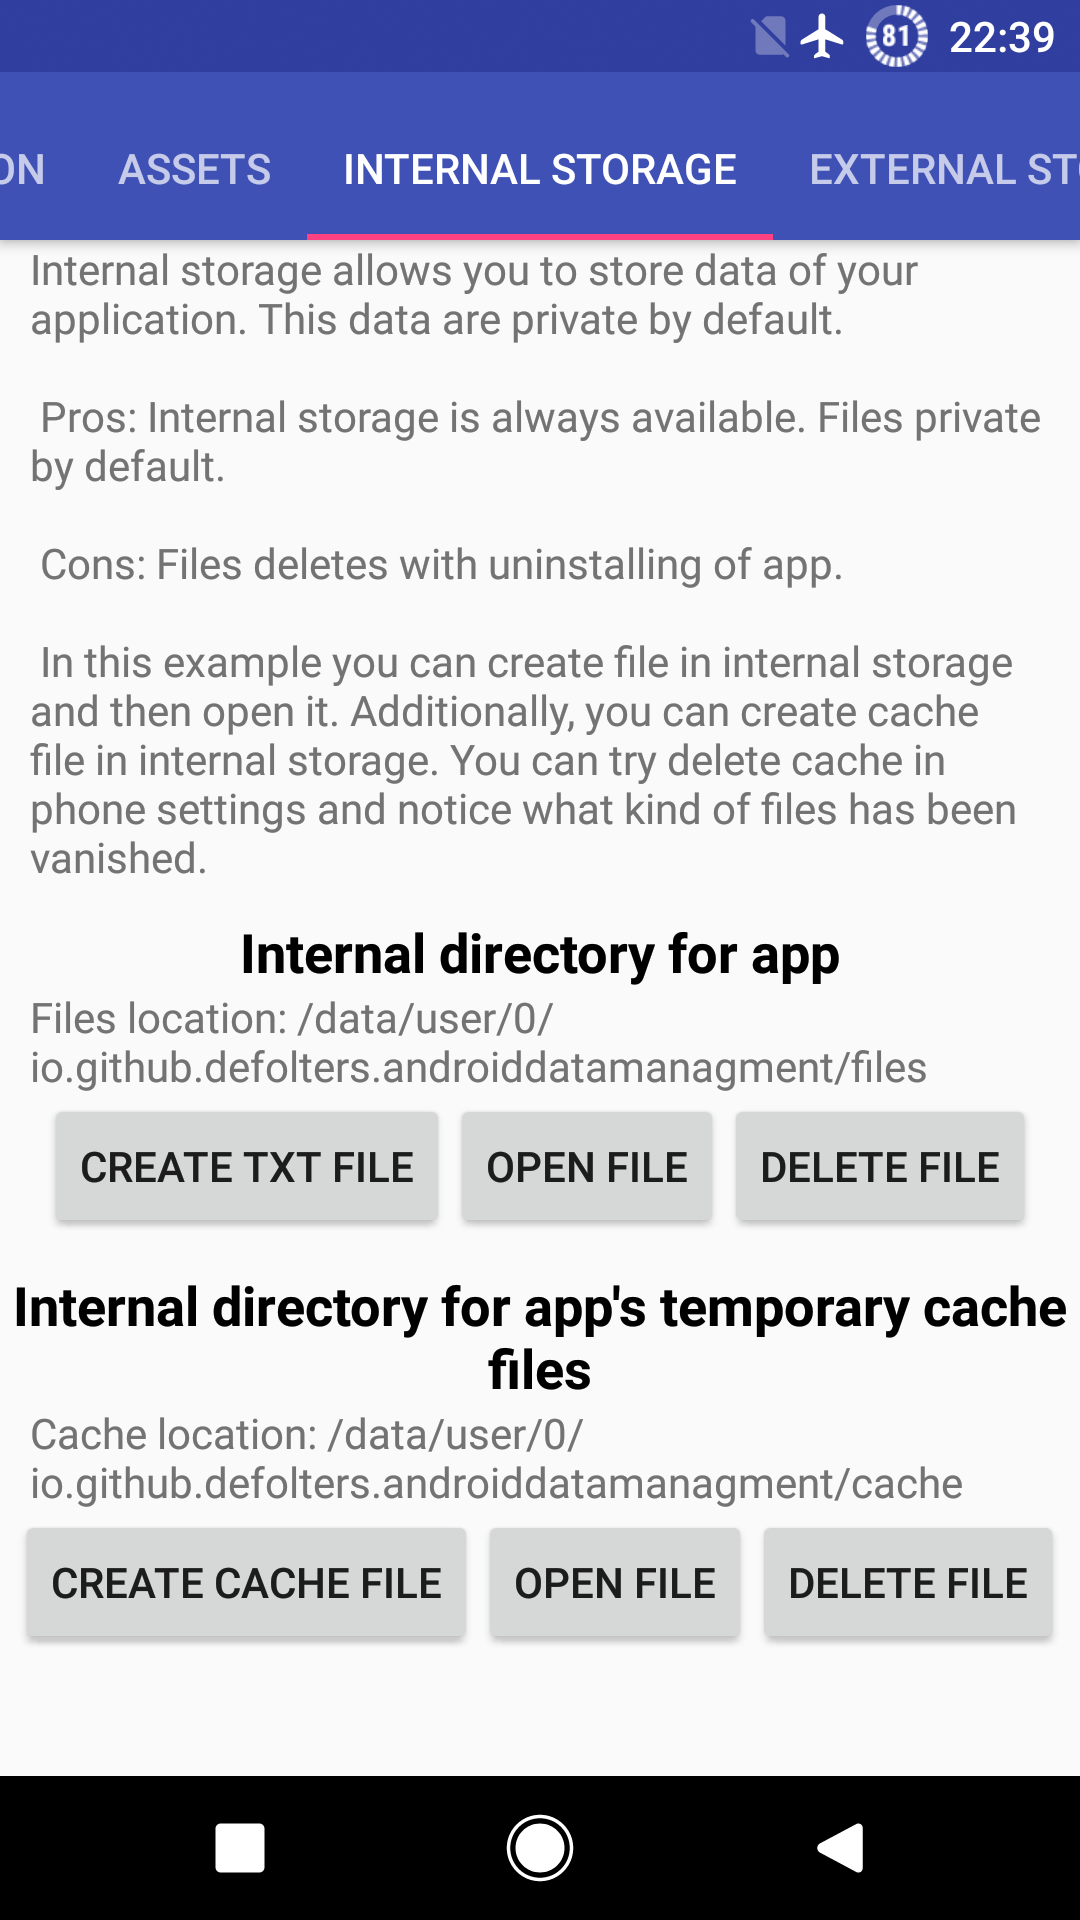 81 22:39
ON ASSETS INTERNAL STORAGE EXTERNAL ST
Internal storage allows you to store data of your
application. This data are private by default.
Pros: Internal storage is always available. Files private
by default.
Cons: Files deletes with uninstalling of app.
In this example you can create file in internal storage
and then open it. Additionally, you can create cache
file in internal storage. You can try delete cache in
phone settings and notice what kind of files has been
vanished.
Internal directory for app
Files location: /data/user/0/
io.github.defolters.androiddatamanagment/files
CREATE TXT FILE OPEN FILE DELETE FILE
Internal directory for app's temporary cache
files
Cache location: /data/user/0/
io.github.defolters.androiddatamanagment/cache
CREATE CACHE FILE OPEN FILE DELETE FILE